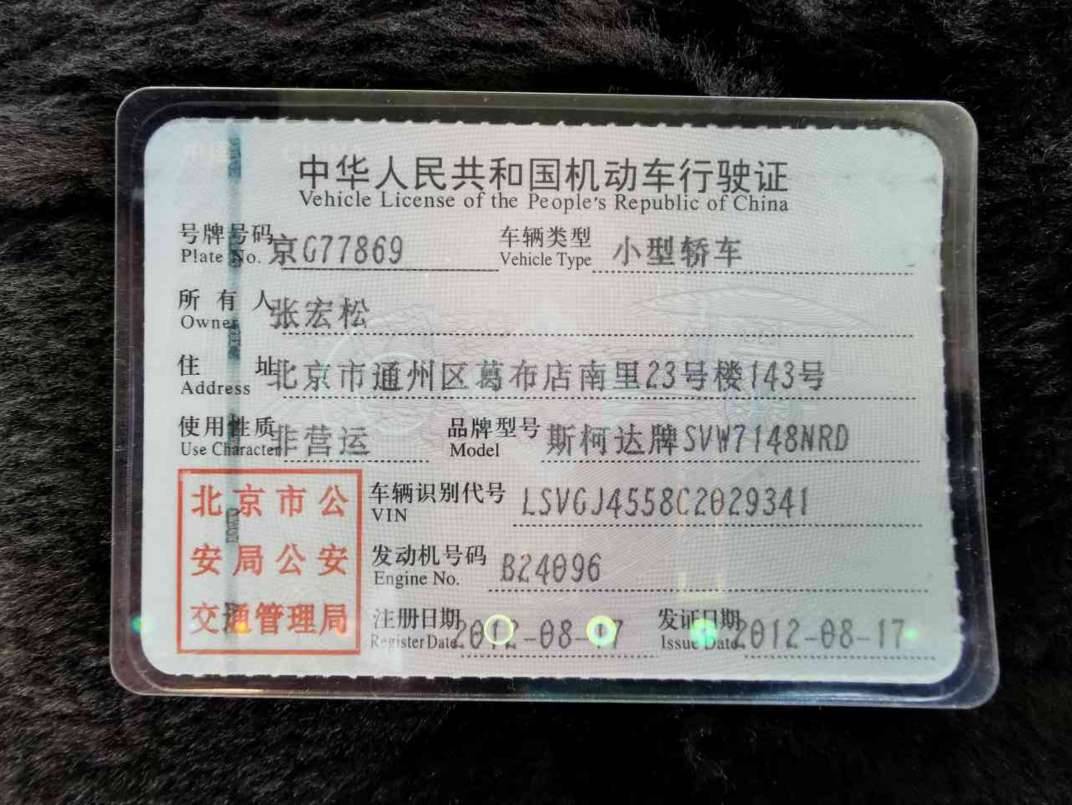 中华人民共和国机动车行驶证
Vehicle License of the People's Republic of China
号牌号码 京G77869 车辆类型 小型轿车
Plate No. Vehicle Type
所有人 张宏松
Owner
住址 北京市通州区葛布店南里23号楼143号
Address
使用性质 非营运 品牌型号 斯柯达牌SVW7148NRD
Use Character Model
北京市公
安局公安
交通管理局
车辆识别代号 LSVGJ4558C2029341
VIN
发动机号码 B24096
Engine No.
注册日期 2012-08-17 发证日期 2012-08-17
Register Date Issue Date